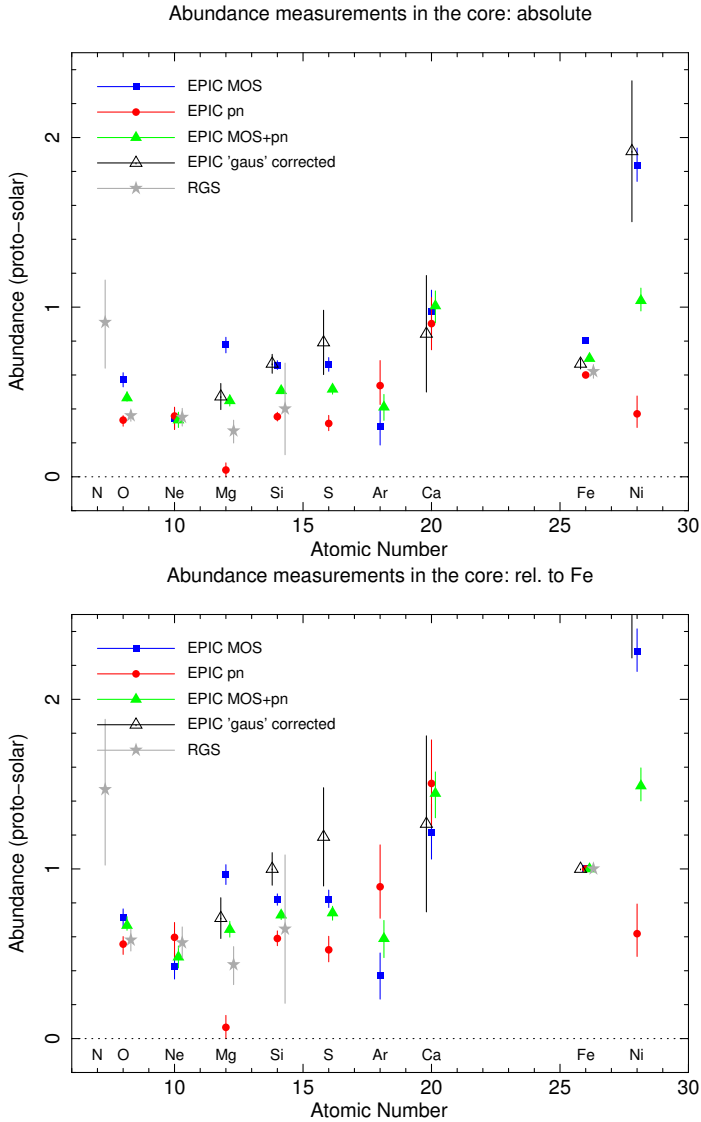 Abundance measurements in the core: absolute
EPIC MOS
EPIC pn
EPIC MOS+pn
EPIC 'gaus' corrected
RGS
Abundance (proto−solar)
2
1
0
N O Ne Mg Si S Ar Ca Fe Ni
10 15 20 25 30
Atomic Number
Abundance measurements in the core: rel. to Fe
EPIC MOS
EPIC pn
EPIC MOS+pn
EPIC 'gaus' corrected
RGS
Abundance (proto−solar)
2
1
0
N O Ne Mg Si S Ar Ca Fe Ni
10 15 20 25 30
Atomic Number